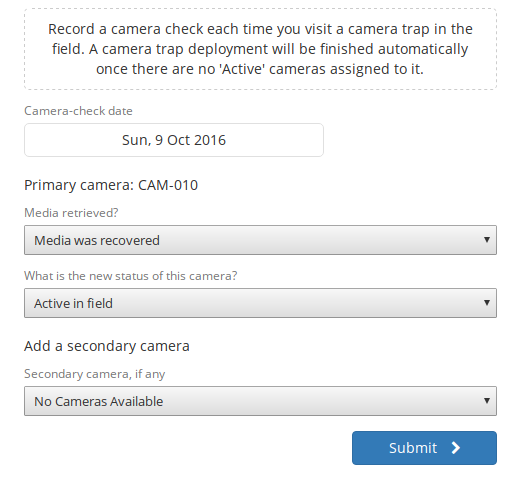 Record a camera check each time you visit a camera trap in the
field. A camera trap deployment will be finished automatically
once there are no 'Active' cameras assigned to it.
Camera-check date
Sun, 9 Oct 2016
Primary camera: CAM-010
Media retrieved?
Media was recovered
What is the new status of this camera?
Active in field
Add a secondary camera
Secondary camera, if any
No Cameras Available
Submit